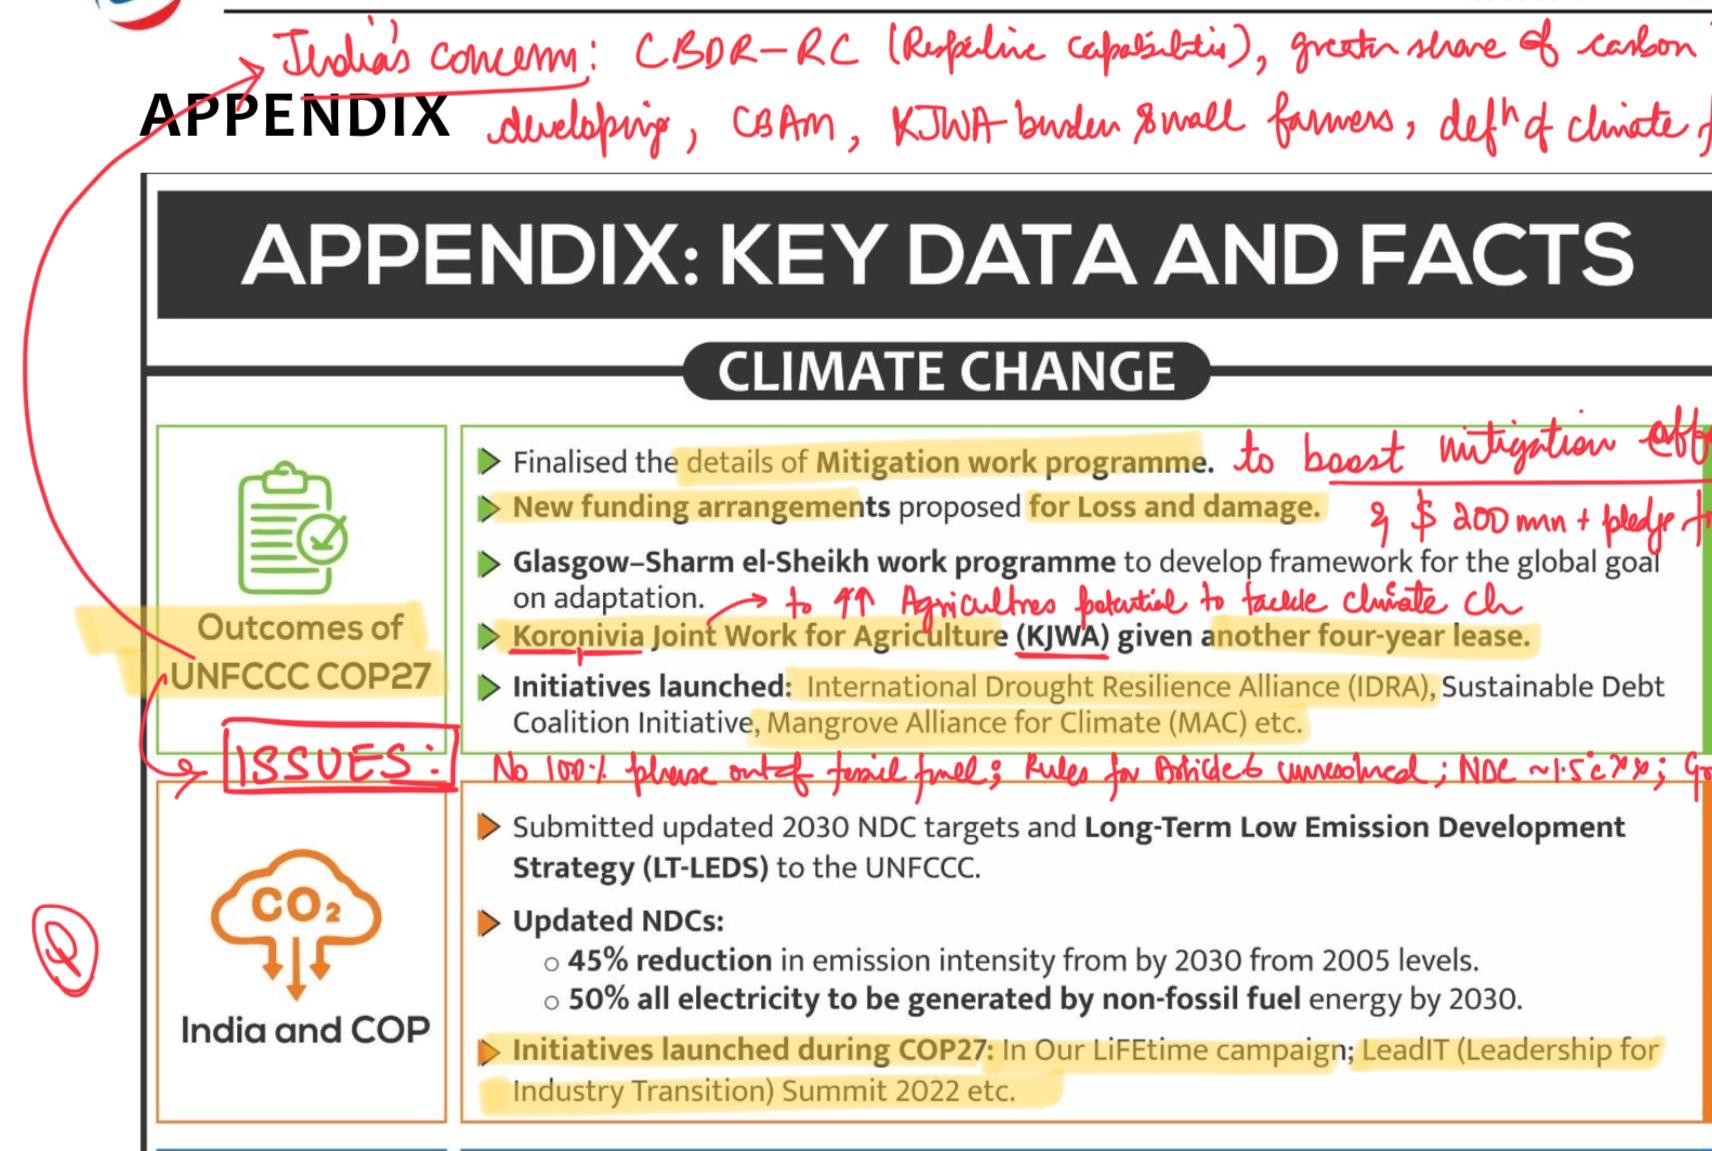 India's concern: CBDR-RC (Respective Capabilities), greater share of carbon
developing, CBAM, KJWA-burden small farmers, defn of climate
APPENDIX
APPENDIX: KEY DATA AND FACTS
CLIMATE CHANGE
Outcomes of
UNFCCC COP27
Finalised the details of Mitigation work programme. to boost mitigation
New funding arrangements proposed for Loss and damage. & $ 200 mn + pledge
Glasgow–Sharm el-Sheikh work programme to develop framework for the global goal
on adaptation. → to ↑↑ Agricultres potential to tackle climate ch
Koronivia Joint Work for Agriculture (KJWA) given another four-year lease.
Initiatives launched: International Drought Resilience Alliance (IDRA), Sustainable Debt
Coalition Initiative, Mangrove Alliance for Climate (MAC) etc.
ISSUES: No 100% phrase out of fossil fuel; Rules for Article 6 unresolved; NDC ~1.5°C xx;
India and COP
Submitted updated 2030 NDC targets and Long-Term Low Emission Development
Strategy (LT-LEDS) to the UNFCCC.
Updated NDCs:
45% reduction in emission intensity from by 2030 from 2005 levels.
50% all electricity to be generated by non-fossil fuel energy by 2030.
Initiatives launched during COP27: In Our LiFEtime campaign; LeadIT (Leadership for
Industry Transition) Summit 2022 etc.
CO₂